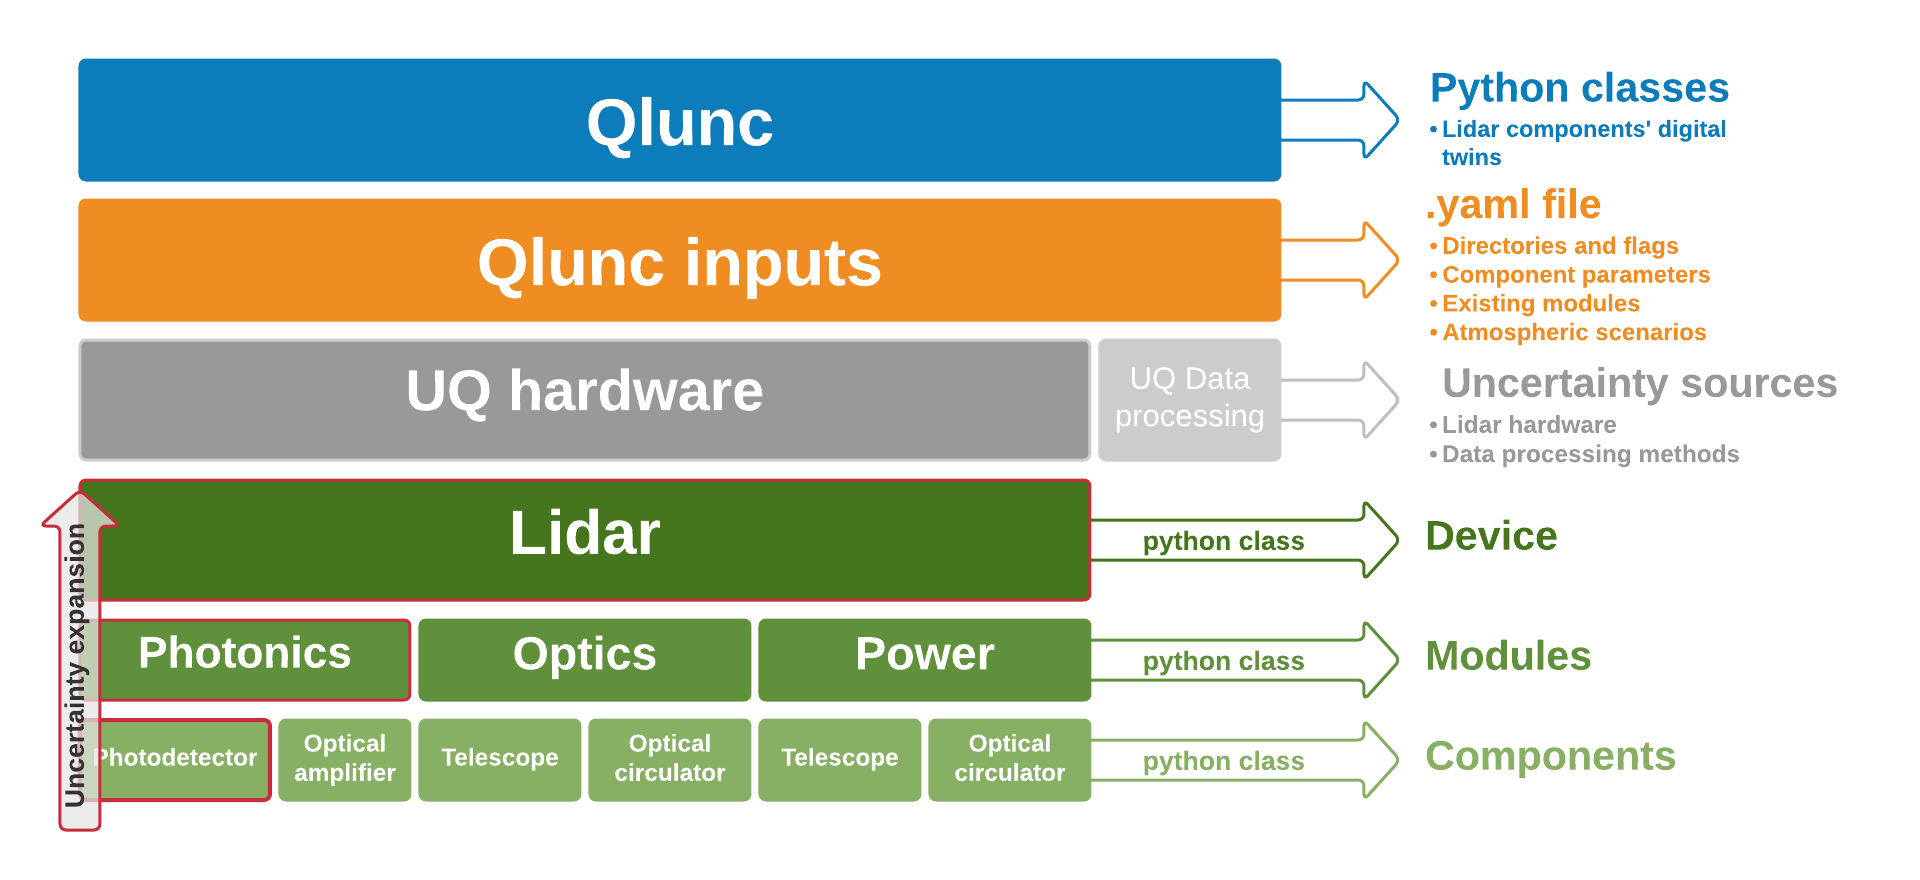 Qlunc
Python classes
• Lidar components' digital
twins
Qlunc inputs
.yaml file
• Directories and flags
• Component parameters
• Existing modules
• Atmospheric scenarios
UQ hardware
UQ Data
processing
Uncertainty sources
• Lidar hardware
• Data processing methods
Uncertainty expansion
Lidar
python class
Device
Photonics
Optics
Power
python class
Modules
Photodetector
Optical
amplifier
Telescope
Optical
circulator
Telescope
Optical
circulator
python class
Components